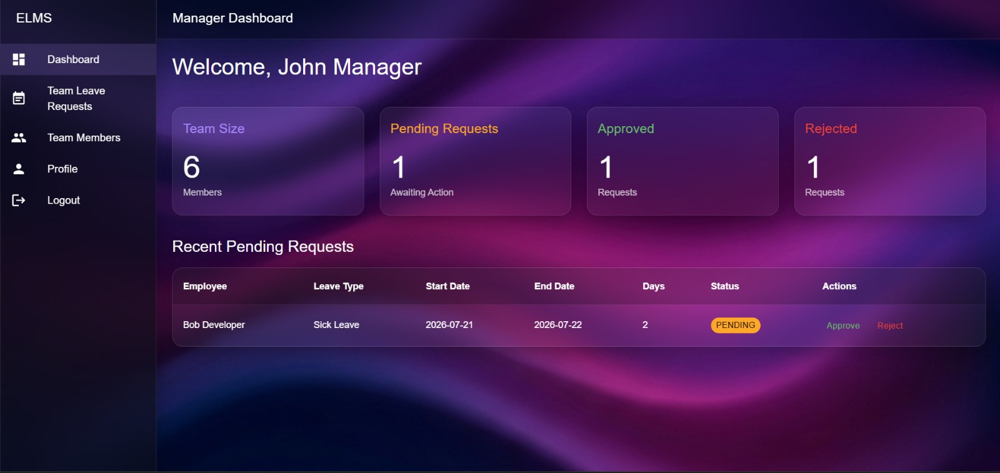 ELMS
Manager Dashboard
Dashboard
Team Leave
Requests
Team Members
Profile
Logout
Welcome, John Manager
Team Size
6
Members
Pending Requests
1
Awaiting Action
Approved
1
Requests
Rejected
1
Requests
Recent Pending Requests
Employee Leave Type Start Date End Date Days Status Actions
Bob Developer Sick Leave 2026-07-21 2026-07-22 2 PENDING Approve Reject